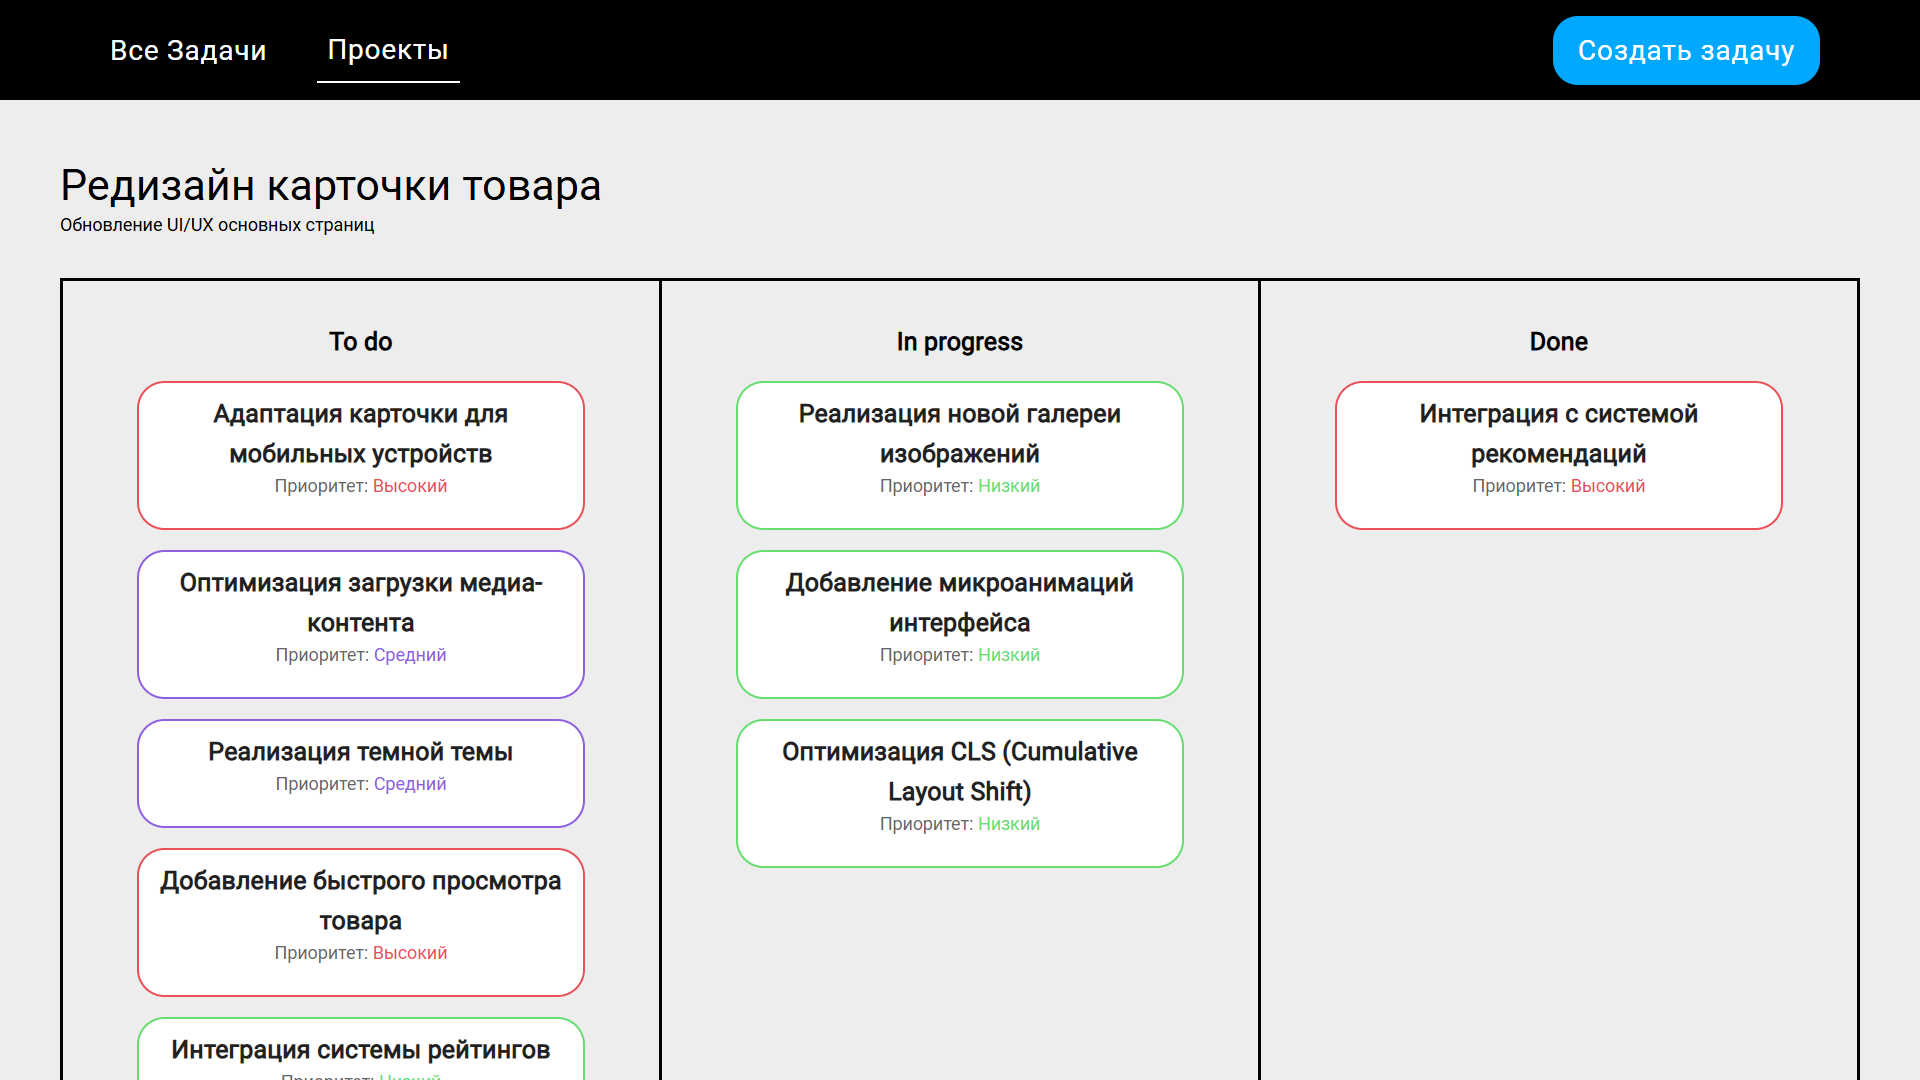 Все Задачи
Проекты
Создать задачу
Редизайн карточки товара
Обновление UI/UX основных страниц
To do
Адаптация карточки для
мобильных устройств
Приоритет: Высокий
Оптимизация загрузки медиа-
контента
Приоритет: Средний
Реализация темной темы
Приоритет: Средний
Добавление быстрого просмотра
товара
Приоритет: Высокий
Интеграция системы рейтингов
Приоритет: Низкий
In progress
Реализация новой галереи
изображений
Приоритет: Низкий
Добавление микроанимаций
интерфейса
Приоритет: Низкий
Оптимизация CLS (Cumulative
Layout Shift)
Приоритет: Низкий
Done
Интеграция с системой
рекомендаций
Приоритет: Высокий